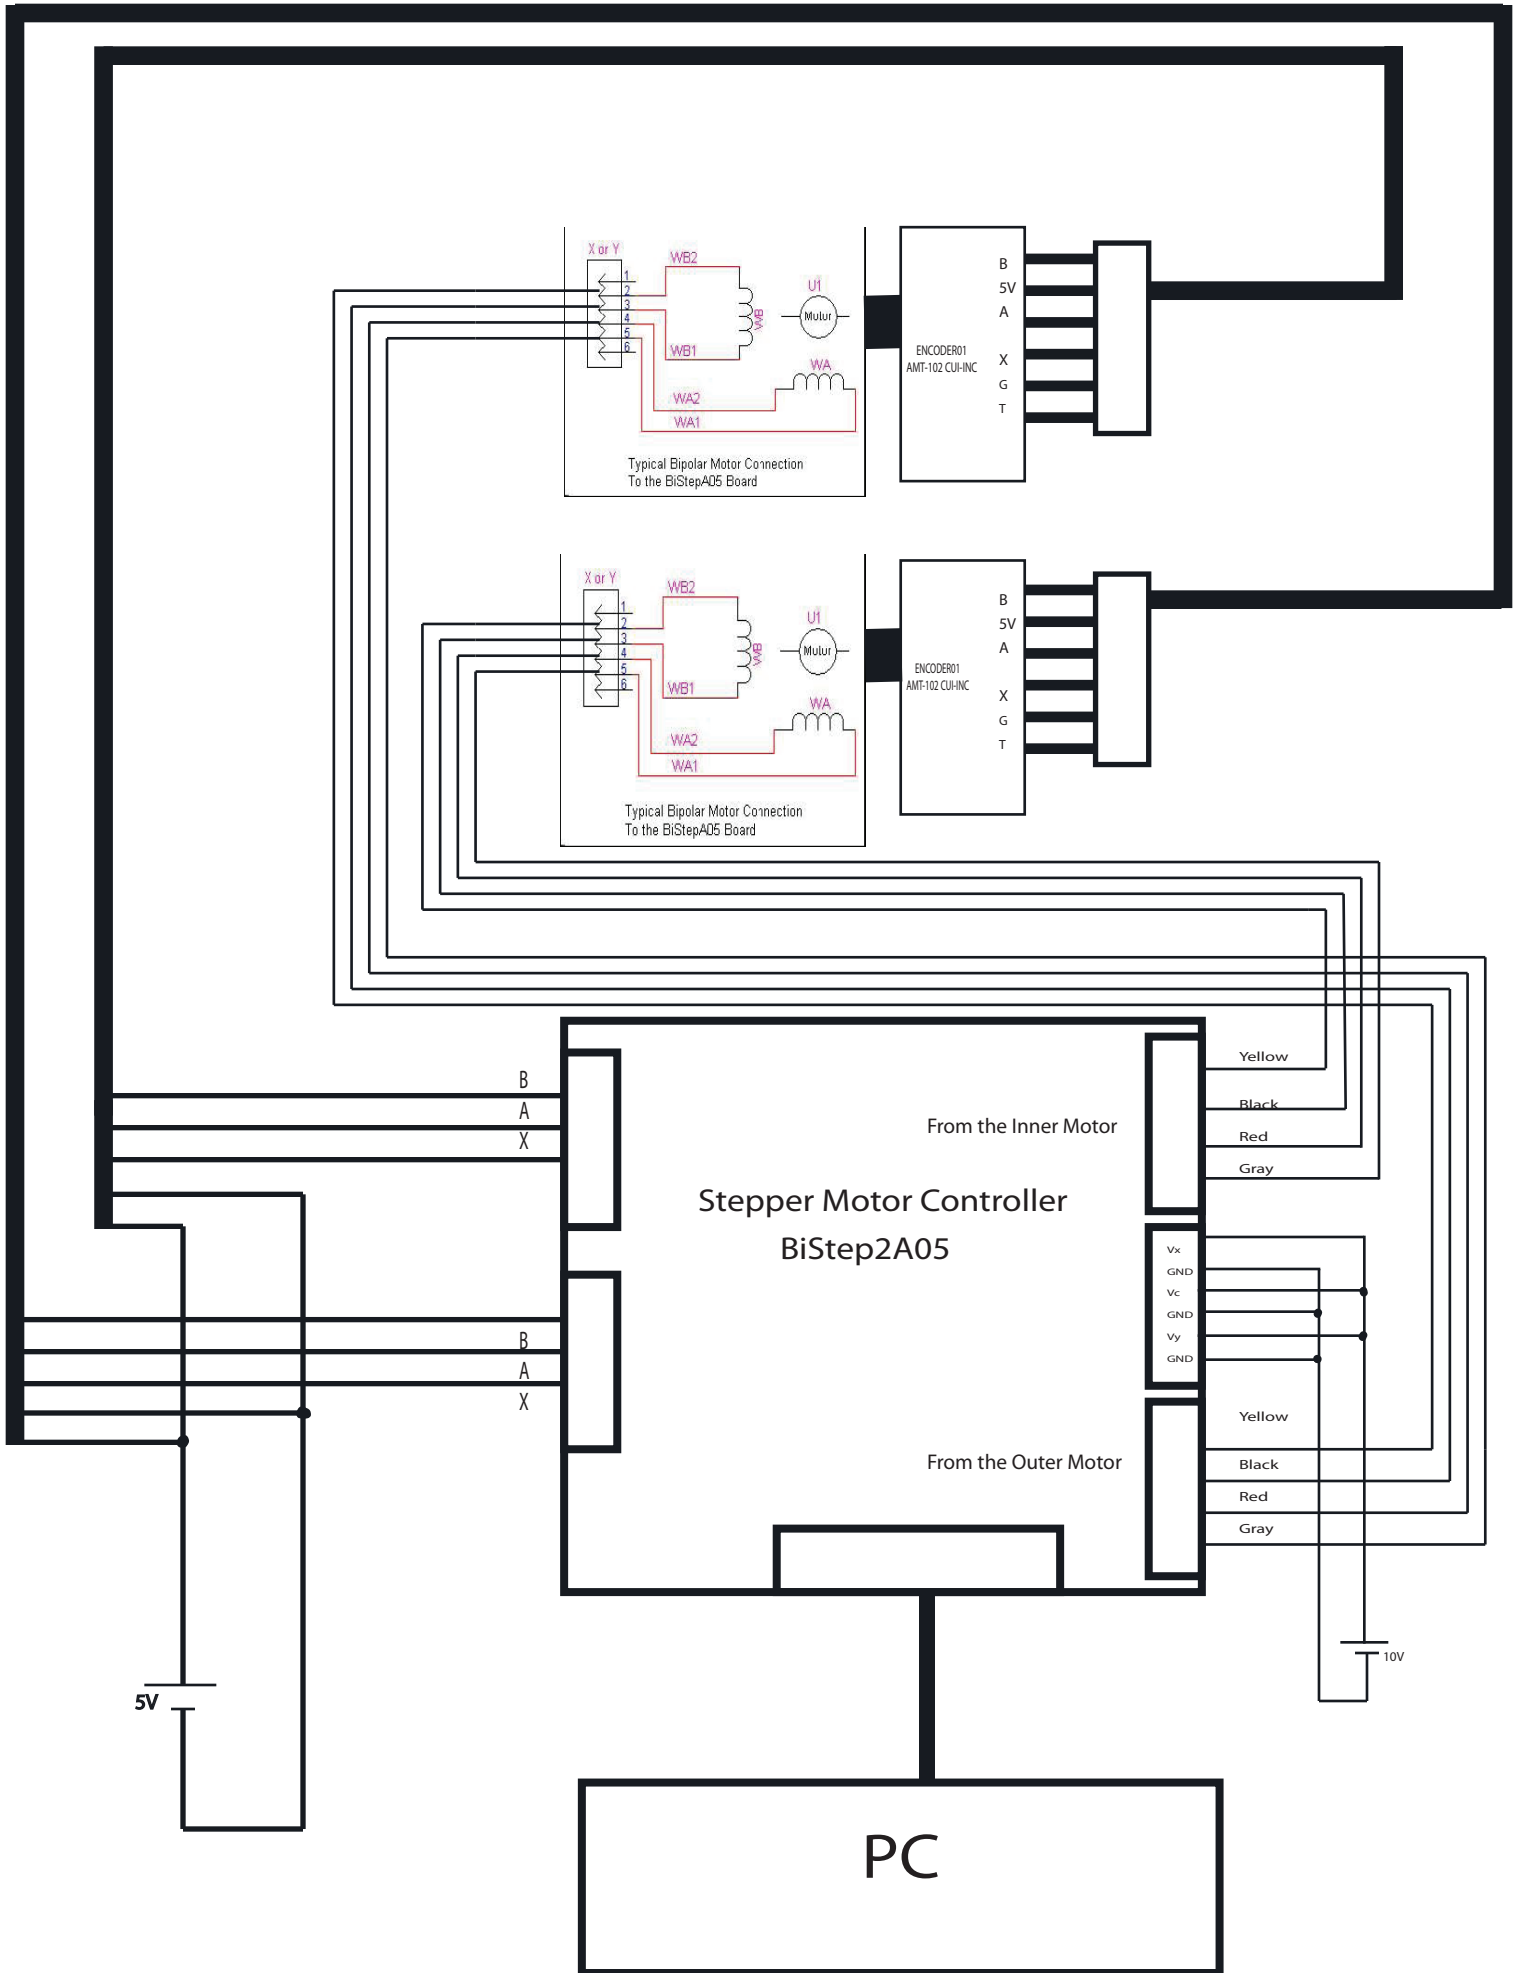 X or Y
WB2
1
2
3
4
5
6
WB
U1
Motor
WB1
WA
WA2
WA1
Typical Bipolar Motor Connection
To the BiStepA05 Board
ENCODER01
AMT-102 CUI-INC
B
5V
A
X
G
T
X or Y
WB2
1
2
3
4
5
6
WB
U1
Motor
WB1
WA
WA2
WA1
Typical Bipolar Motor Connection
To the BiStepA05 Board
ENCODER01
AMT-102 CUI-INC
B
5V
A
X
G
T
B
A
X
B
A
X
From the Inner Motor
Stepper Motor Controller
BiStep2A05
From the Outer Motor
Yellow
Black
Red
Gray
Vx
GND
Vc
GND
Vy
GND
Yellow
Black
Red
Gray
5V
10V
PC